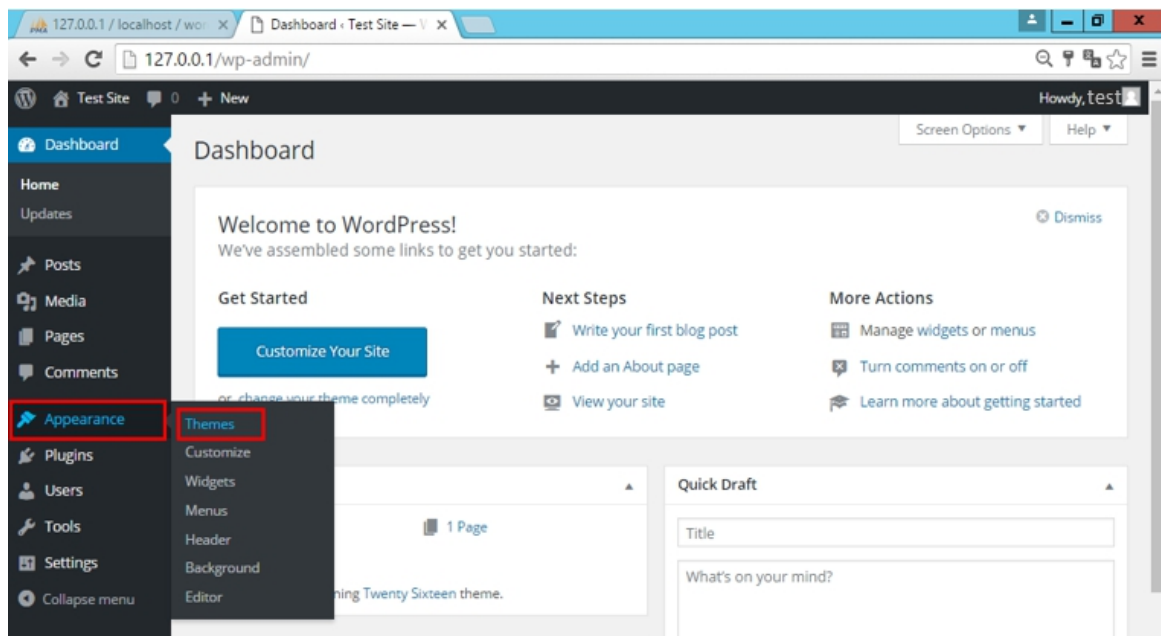 127.0.0.1 / localhost / wor
Dashboard ‹ Test Site —
127.0.0.1/wp-admin/
Test Site 0 + New
Howdy, test
Screen Options ▼ Help ▼
Dashboard
Home
Updates
Posts
Media
Pages
Comments
Appearance
Plugins
Users
Tools
Settings
Collapse menu
Themes
Customize
Widgets
Menus
Header
Background
Editor
Dashboard
Welcome to WordPress!
Dismiss
We've assembled some links to get you started:
Get Started
Customize Your Site
or, change your theme completely
Next Steps
Write your first blog post
Add an About page
View your site
More Actions
Manage widgets or menus
Turn comments on or off
Learn more about getting started
1 Page
ning Twenty Sixteen theme.
Quick Draft
Title
What's on your mind?